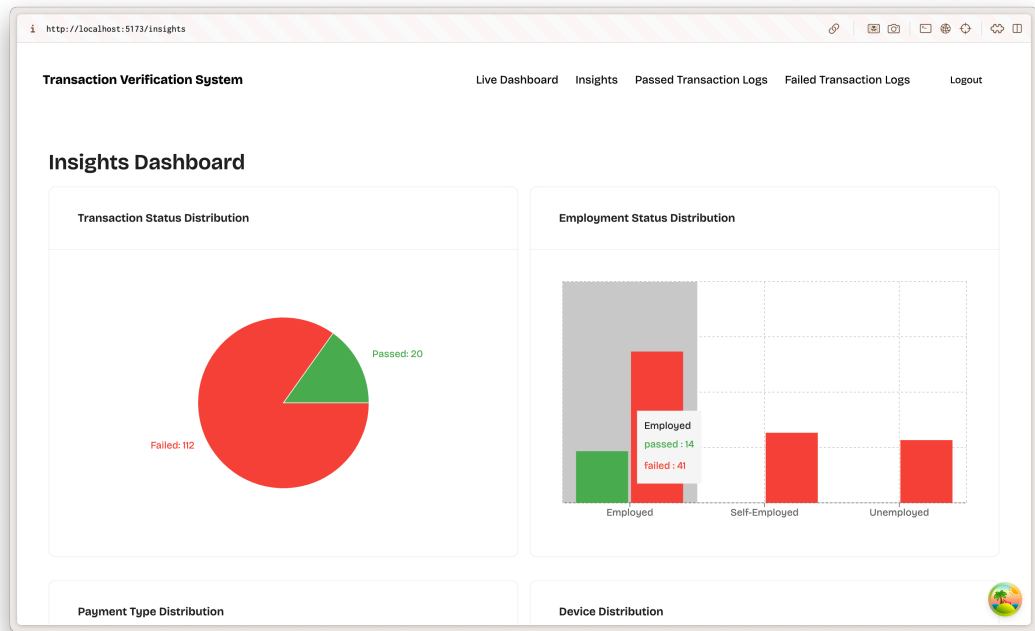 i http://localhost:5173/insights
Transaction Verification System Live Dashboard Insights Passed Transaction Logs Failed Transaction Logs Logout
Insights Dashboard
Transaction Status Distribution
Passed: 20
Failed: 112
Employment Status Distribution
Employed
passed : 14
failed : 41
Employed Self-Employed Unemployed
Payment Type Distribution
Device Distribution